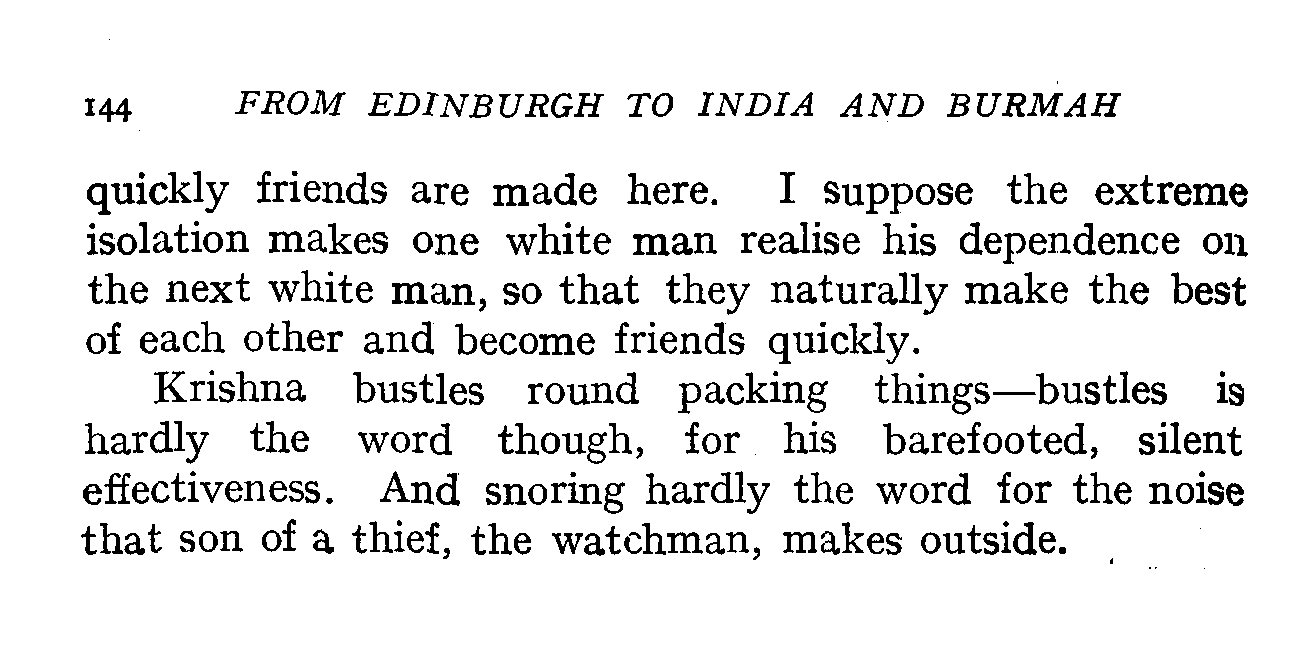 144 FROM EDINBURGH TO INDIA AND BURMAH
quickly friends are made here. I suppose the extreme
isolation makes one white man realise his dependence on
the next white man, so that they naturally make the best
of each other and become friends quickly.
Krishna bustles round packing things—bustles is
hardly the word though, for his barefooted, silent
effectiveness. And snoring hardly the word for the noise
that son of a thief, the watchman, makes outside.